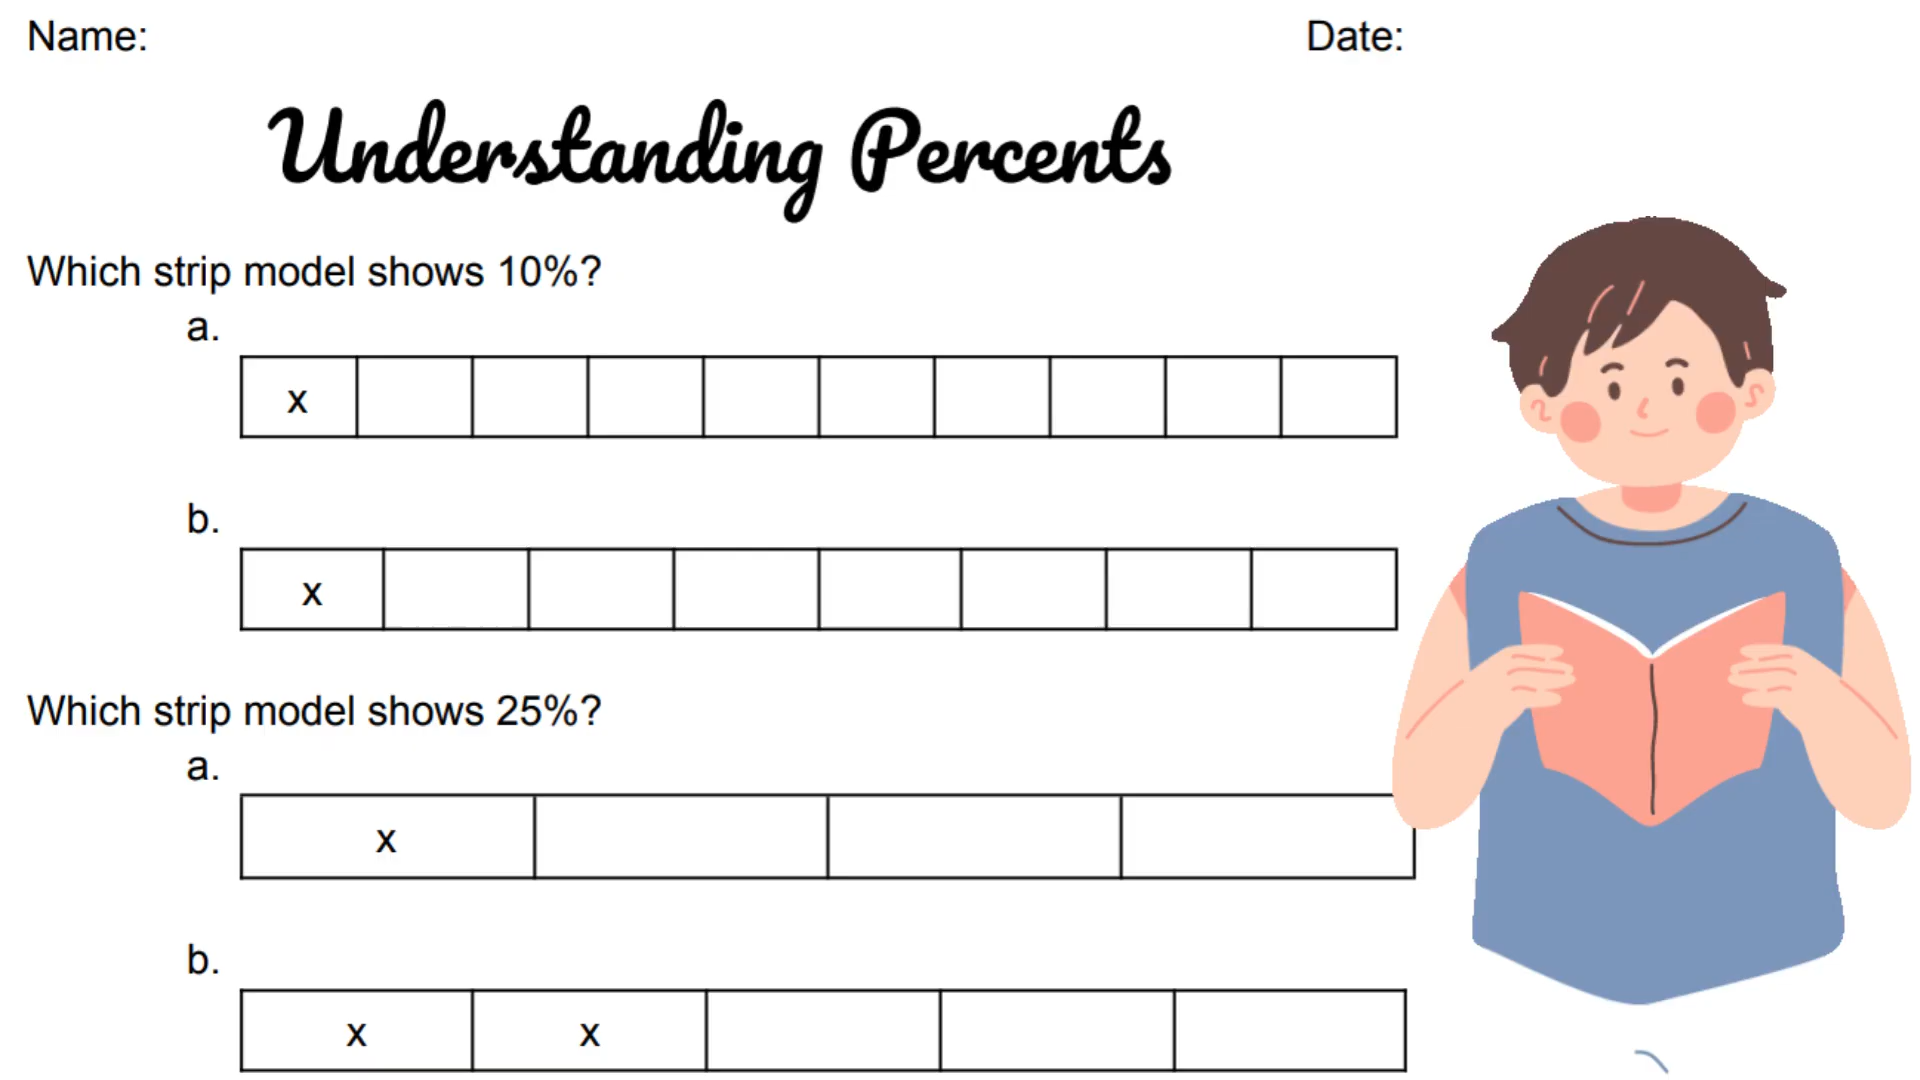 Name: Date:
Understanding Percents
Which strip model shows 10%?
a.
x
b.
x
Which strip model shows 25%?
a.
x
b.
x x